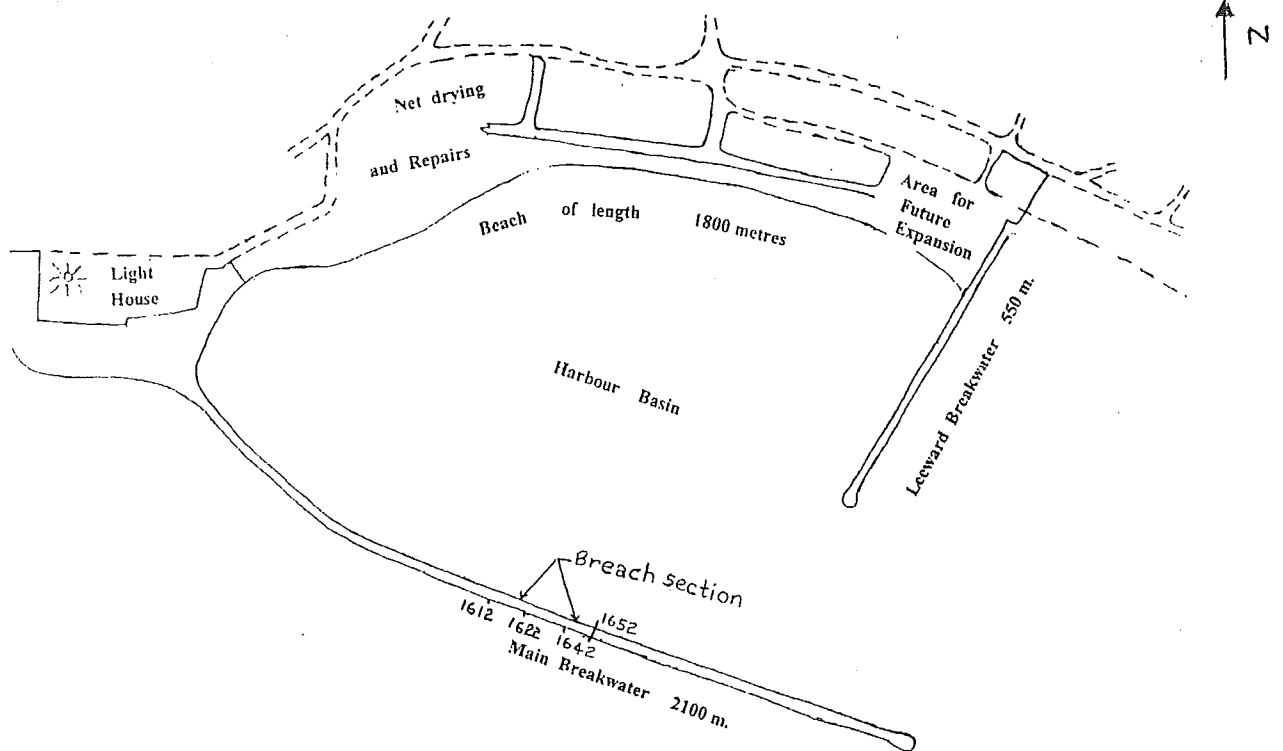 N
Net drying
and Repairs
Beach of length 1800 metres
Area for
Future
Expansion
Light
House
Leeward Breakwater 550 m.
Harbour Basin
Breach section
1612
1622
1642
1652
Main Breakwater 2100 m.